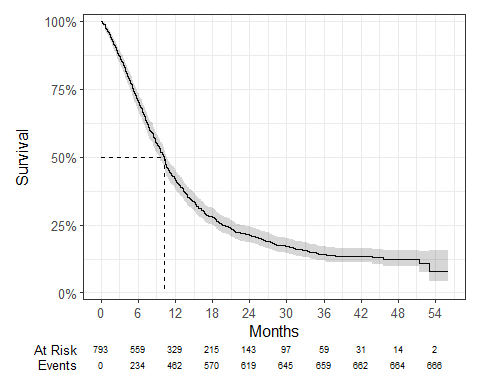 100%
75%
50%
25%
0%
Survival
0 6 12 18 24 30 36 42 48 54
Months
At Risk 793 559 329 215 143 97 59 31 14 2
Events 0 234 462 570 619 645 659 662 664 666